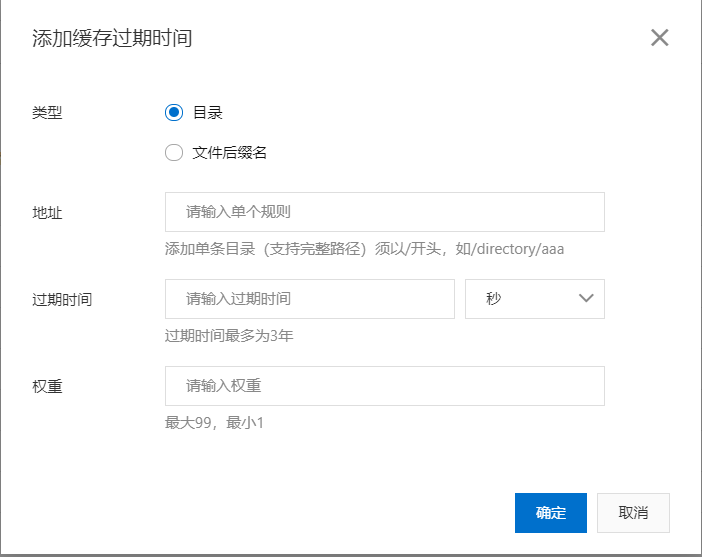 添加缓存过期时间
类型
目录
文件后缀名
地址
请输入单个规则
添加单条目录（支持完整路径）须以/开头，如/directory/aaa
过期时间
请输入过期时间
秒
过期时间最多为3年
权重
请输入权重
最大99，最小1
确定
取消